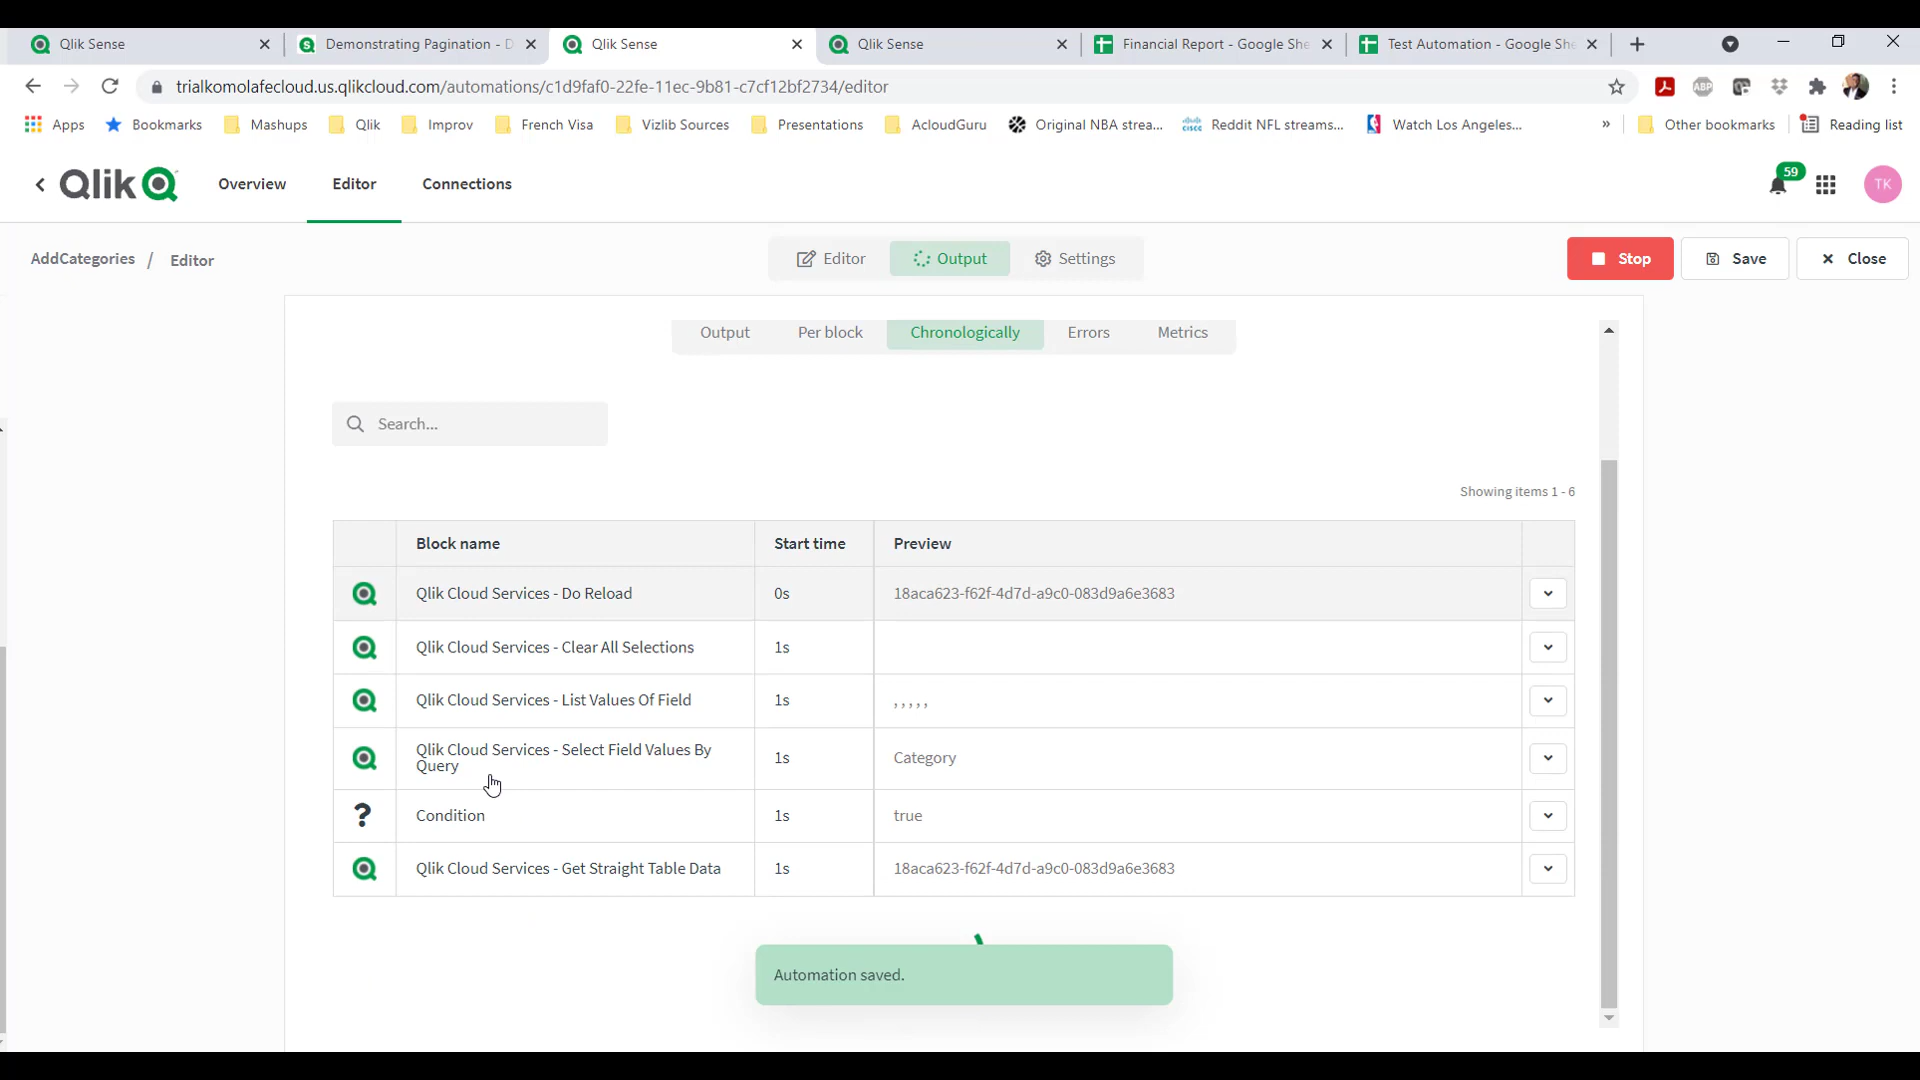 Qlik Sense
Demonstrating Pagination - D
Qlik Sense
Qlik Sense
Financial Report - Google She
Test Automation - Google She
trialkomolafecloud.us.qlikcloud.com/automations/c1d9faf0-22fe-11ec-9b81-c7cf12bf2734/editor
ABP
Apps
Bookmarks
Mashups
Qlik
Improv
French Visa
Vizlib Sources
Presentations
AcloudGuru
Original NBA strea...
Reddit NFL streams...
Watch Los Angeles...
»
Other bookmarks
Reading list
Qlik
Overview
Editor
Connections
59
TK
AddCategories / Editor
Editor
Output
Settings
Stop
Save
Close
Output
Per block
Chronologically
Errors
Metrics
Search...
Showing items 1 - 6
Block name
Start time
Preview
Qlik Cloud Services - Do Reload
0s
18aca623-f62f-4d7d-a9c0-083d9a6e3683
Qlik Cloud Services - Clear All Selections
1s
Qlik Cloud Services - List Values Of Field
1s
, , , , ,
Qlik Cloud Services - Select Field Values By
Query
1s
Category
?
Condition
1s
true
Qlik Cloud Services - Get Straight Table Data
1s
18aca623-f62f-4d7d-a9c0-083d9a6e3683
Automation saved.